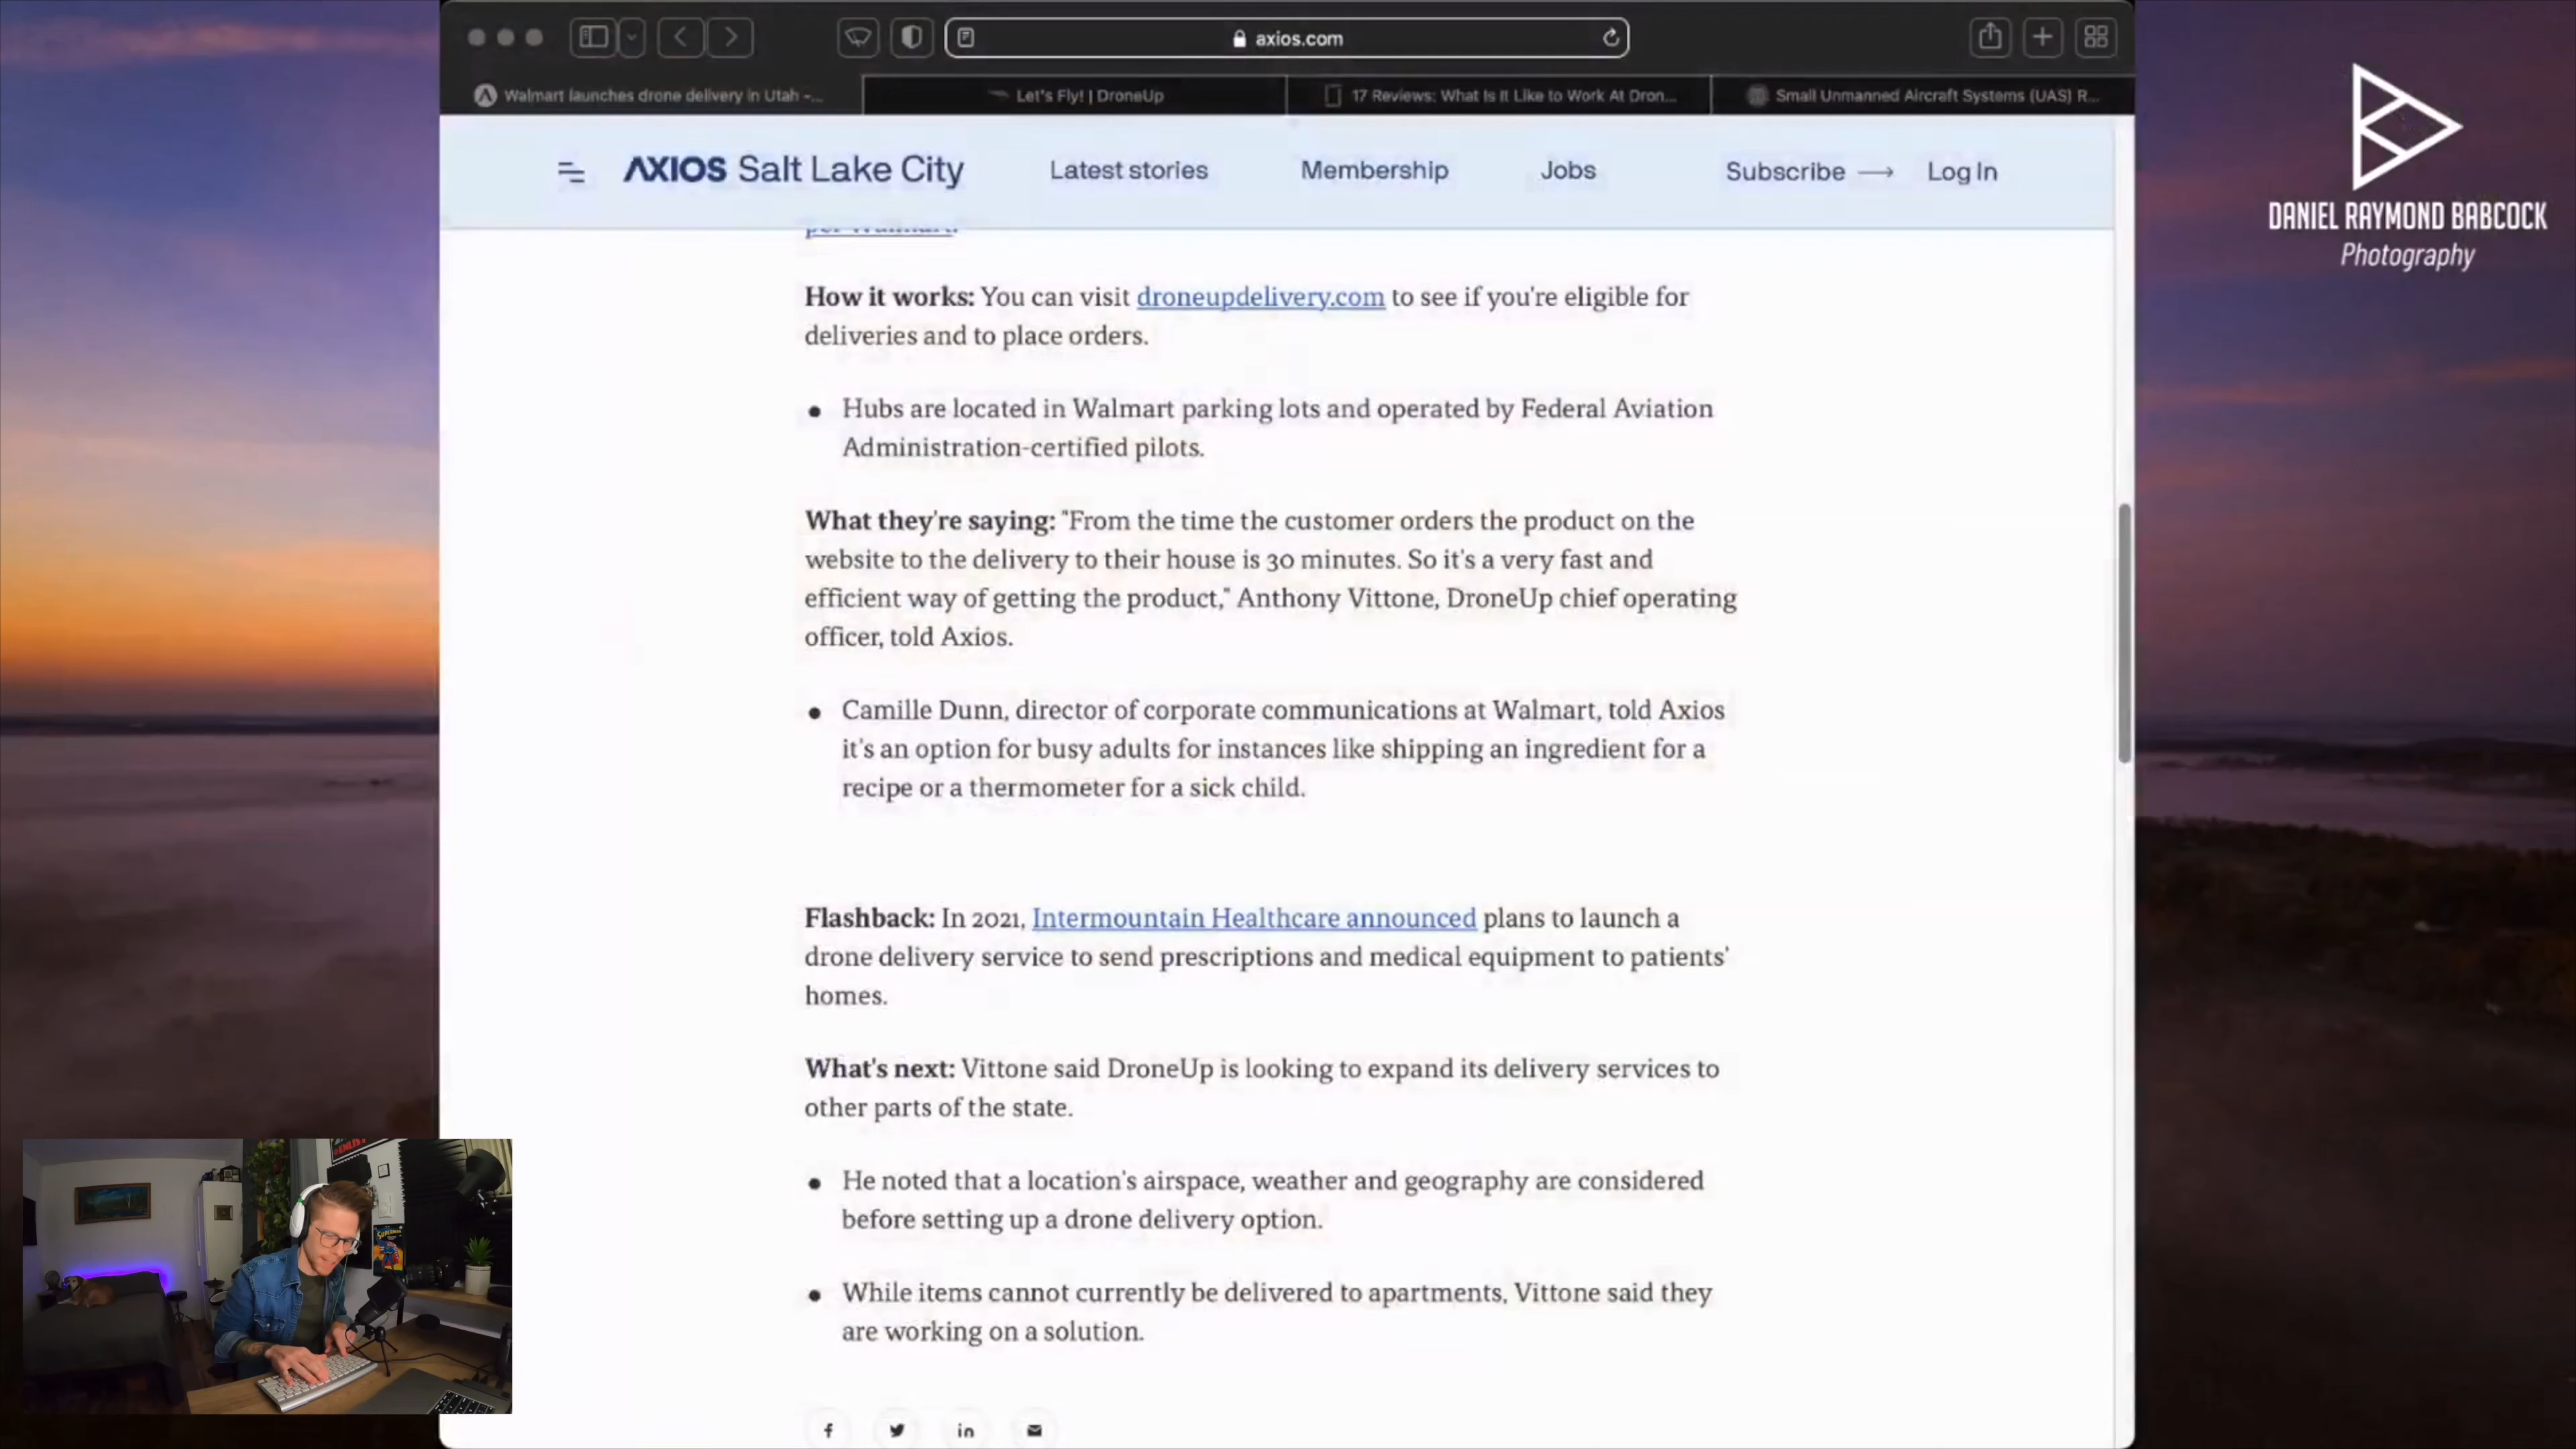 axios.com
Walmart launches drone delivery in Utah -...
Let's Fly! | DroneUp
17 Reviews: What Is It Like to Work At Dron...
Small Unmanned Aircraft Systems (UAS) R...
AXIOS Salt Lake City
Latest stories
Membership
Jobs
Subscribe →
Log In
DANIEL RAYMOND BABCOCK
Photography
per Walmart.
How it works: You can visit droneupdelivery.com to see if you're eligible for
deliveries and to place orders.
• Hubs are located in Walmart parking lots and operated by Federal Aviation
Administration-certified pilots.
What they're saying: "From the time the customer orders the product on the
website to the delivery to their house is 30 minutes. So it's a very fast and
efficient way of getting the product," Anthony Vittone, DroneUp chief operating
officer, told Axios.
• Camille Dunn, director of corporate communications at Walmart, told Axios
it's an option for busy adults for instances like shipping an ingredient for a
recipe or a thermometer for a sick child.
Flashback: In 2021, Intermountain Healthcare announced plans to launch a
drone delivery service to send prescriptions and medical equipment to patients'
homes.
What's next: Vittone said DroneUp is looking to expand its delivery services to
other parts of the state.
• He noted that a location's airspace, weather and geography are considered
before setting up a drone delivery option.
• While items cannot currently be delivered to apartments, Vittone said they
are working on a solution.
ENLIST
SUPERMAN